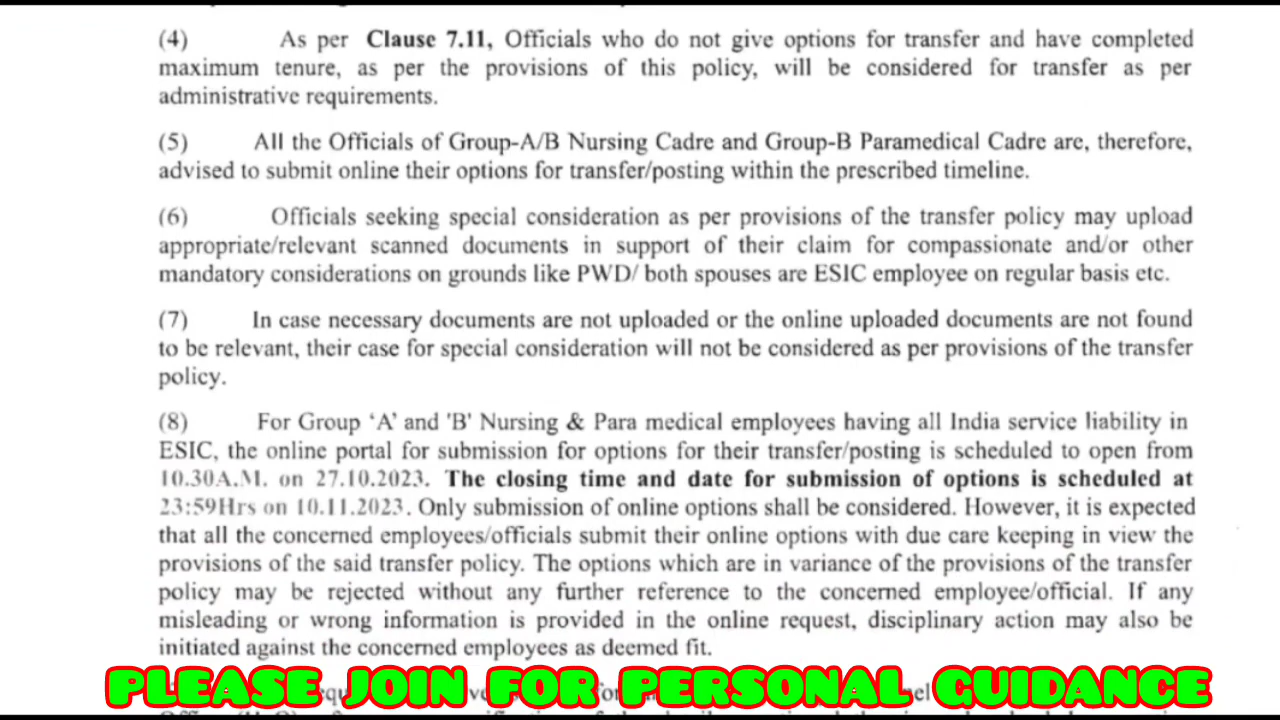 (4) As per Clause 7.11, Officials who do not give options for transfer and have completed
maximum tenure, as per the provisions of this policy, will be considered for transfer as per
administrative requirements.
(5) All the Officials of Group-A/B Nursing Cadre and Group-B Paramedical Cadre are, therefore,
advised to submit online their options for transfer/posting within the prescribed timeline.
(6) Officials seeking special consideration as per provisions of the transfer policy may upload
appropriate/relevant scanned documents in support of their claim for compassionate and/or other
mandatory considerations on grounds like PWD/ both spouses are ESIC employee on regular basis etc.
(7) In case necessary documents are not uploaded or the online uploaded documents are not found
to be relevant, their case for special consideration will not be considered as per provisions of the transfer
policy.
(8) For Group ‘A’ and 'B' Nursing & Para medical employees having all India service liability in
ESIC, the online portal for submission for options for their transfer/posting is scheduled to open from
10.30A.M. on 27.10.2023. The closing time and date for submission of options is scheduled at
23:59Hrs on 10.11.2023. Only submission of online options shall be considered. However, it is expected
that all the concerned employees/officials submit their online options with due care keeping in view the
provisions of the said transfer policy. The options which are in variance of the provisions of the transfer
policy may be rejected without any further reference to the concerned employee/official. If any
misleading or wrong information is provided in the online request, disciplinary action may also be
initiated against the concerned employees as deemed fit.
PLEASE JOIN FOR PERSONAL GUIDANCE